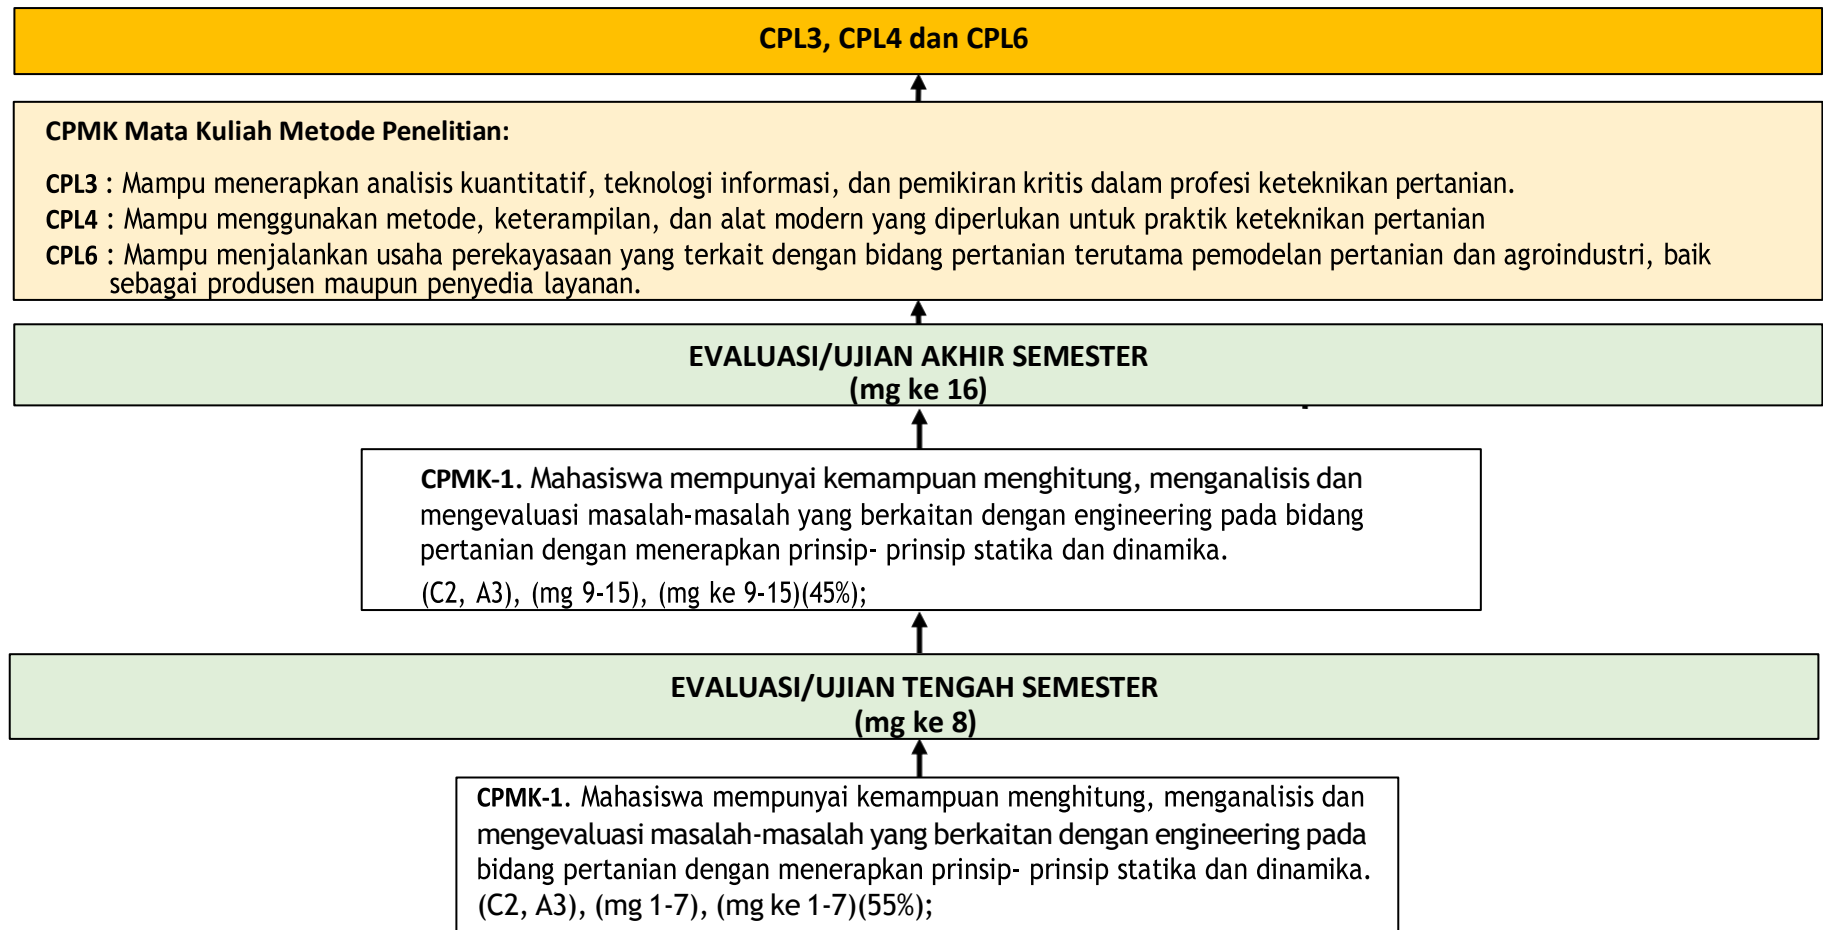 CPL3, CPL4 dan CPL6
CPMK Mata Kuliah Metode Penelitian:
CPL3 : Mampu menerapkan analisis kuantitatif, teknologi informasi, dan pemikiran kritis dalam profesi keteknikan pertanian.
CPL4 : Mampu menggunakan metode, keterampilan, dan alat modern yang diperlukan untuk praktik keteknikan pertanian
CPL6 : Mampu menjalankan usaha perekayasaan yang terkait dengan bidang pertanian terutama pemodelan pertanian dan agroindustri, baik
sebagai produsen maupun penyedia layanan.
EVALUASI/UJIAN AKHIR SEMESTER
(mg ke 16)
CPMK-1. Mahasiswa mempunyai kemampuan menghitung, menganalisis dan
mengevaluasi masalah-masalah yang berkaitan dengan engineering pada bidang
pertanian dengan menerapkan prinsip- prinsip statika dan dinamika.
(C2, A3), (mg 9-15), (mg ke 9-15)(45%);
EVALUASI/UJIAN TENGAH SEMESTER
(mg ke 8)
CPMK-1. Mahasiswa mempunyai kemampuan menghitung, menganalisis dan
mengevaluasi masalah-masalah yang berkaitan dengan engineering pada
bidang pertanian dengan menerapkan prinsip- prinsip statika dan dinamika.
(C2, A3), (mg 1-7), (mg ke 1-7)(55%);